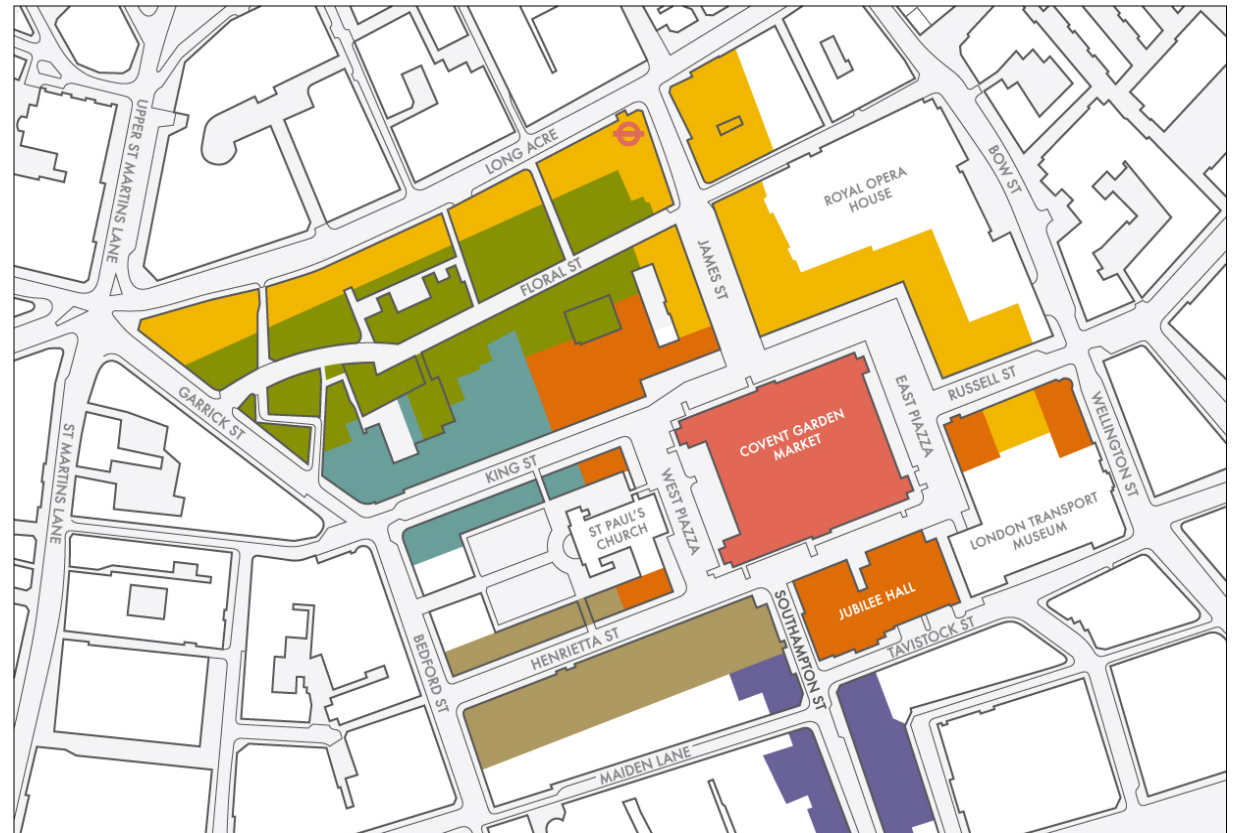 UPPER ST MARTINS LANE
LONG ACRE
BOW ST
ROYAL OPERA
HOUSE
JAMES ST
FLORAL ST
GARRICK ST
ST MARTINS LANE
RUSSELL ST
EAST PIAZZA
WELLINGTON ST
COVENT GARDEN
MARKET
KING ST
WEST PIAZZA
ST PAUL'S
CHURCH
LONDON TRANSPORT
MUSEUM
JUBILEE HALL
SOUTHAMPTON ST
TAVISTOCK ST
HENRIETTA ST
BEDFORD ST
MAIDEN LANE